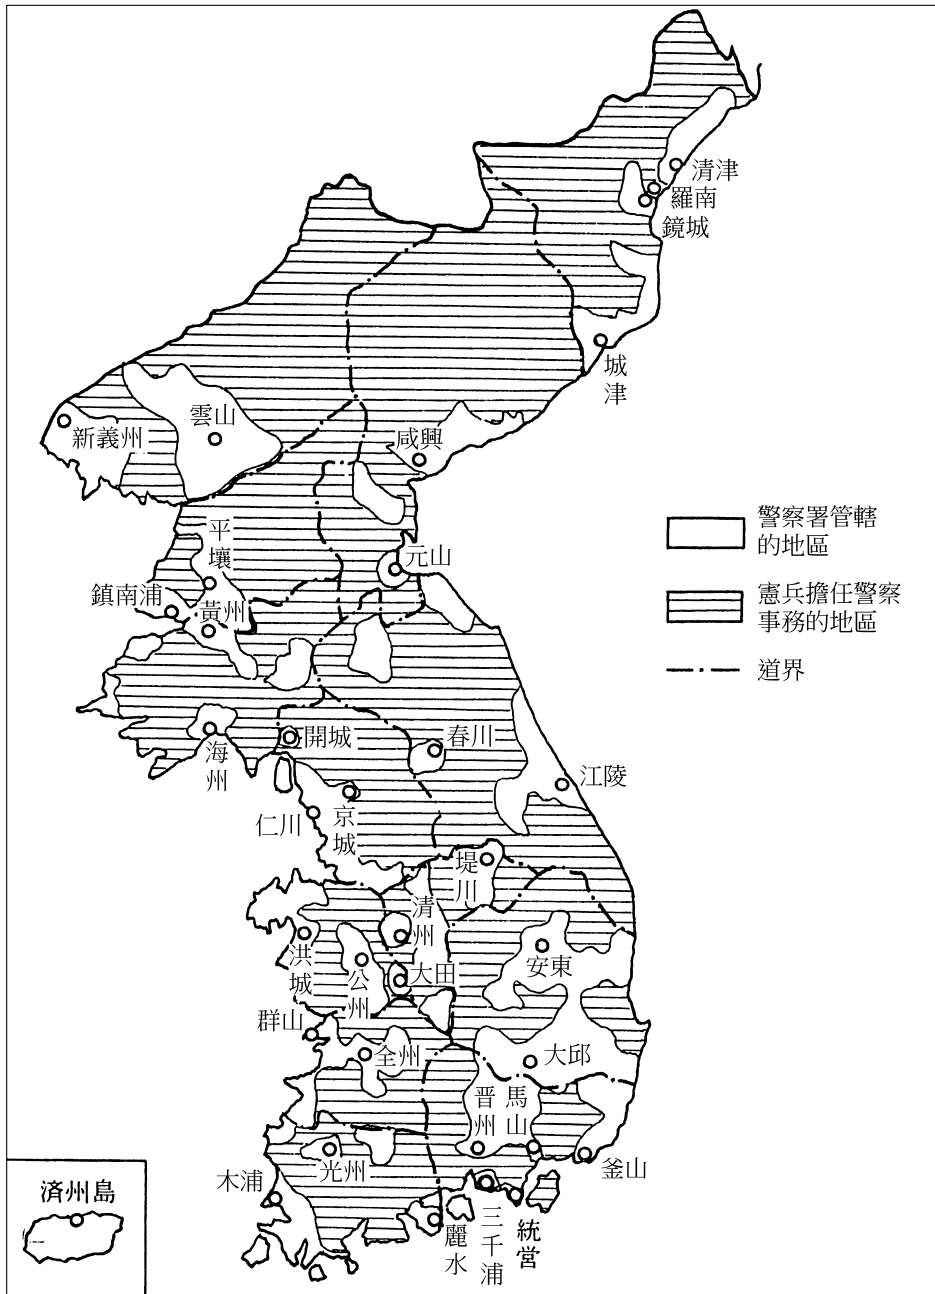 清津
羅南
鏡城
城津
雲山
新義州
咸興
平壤
元山
鎮南浦
黃州
警察署管轄
的地區
憲兵擔任警察
事務的地區
道界
海州
開城
春川
江陵
仁川
京城
堤川
清州
洪城
公州
大田
安東
群山
全州
大邱
晋州
馬山
光州
釜山
木浦
麗水
三千浦
統営
済州島